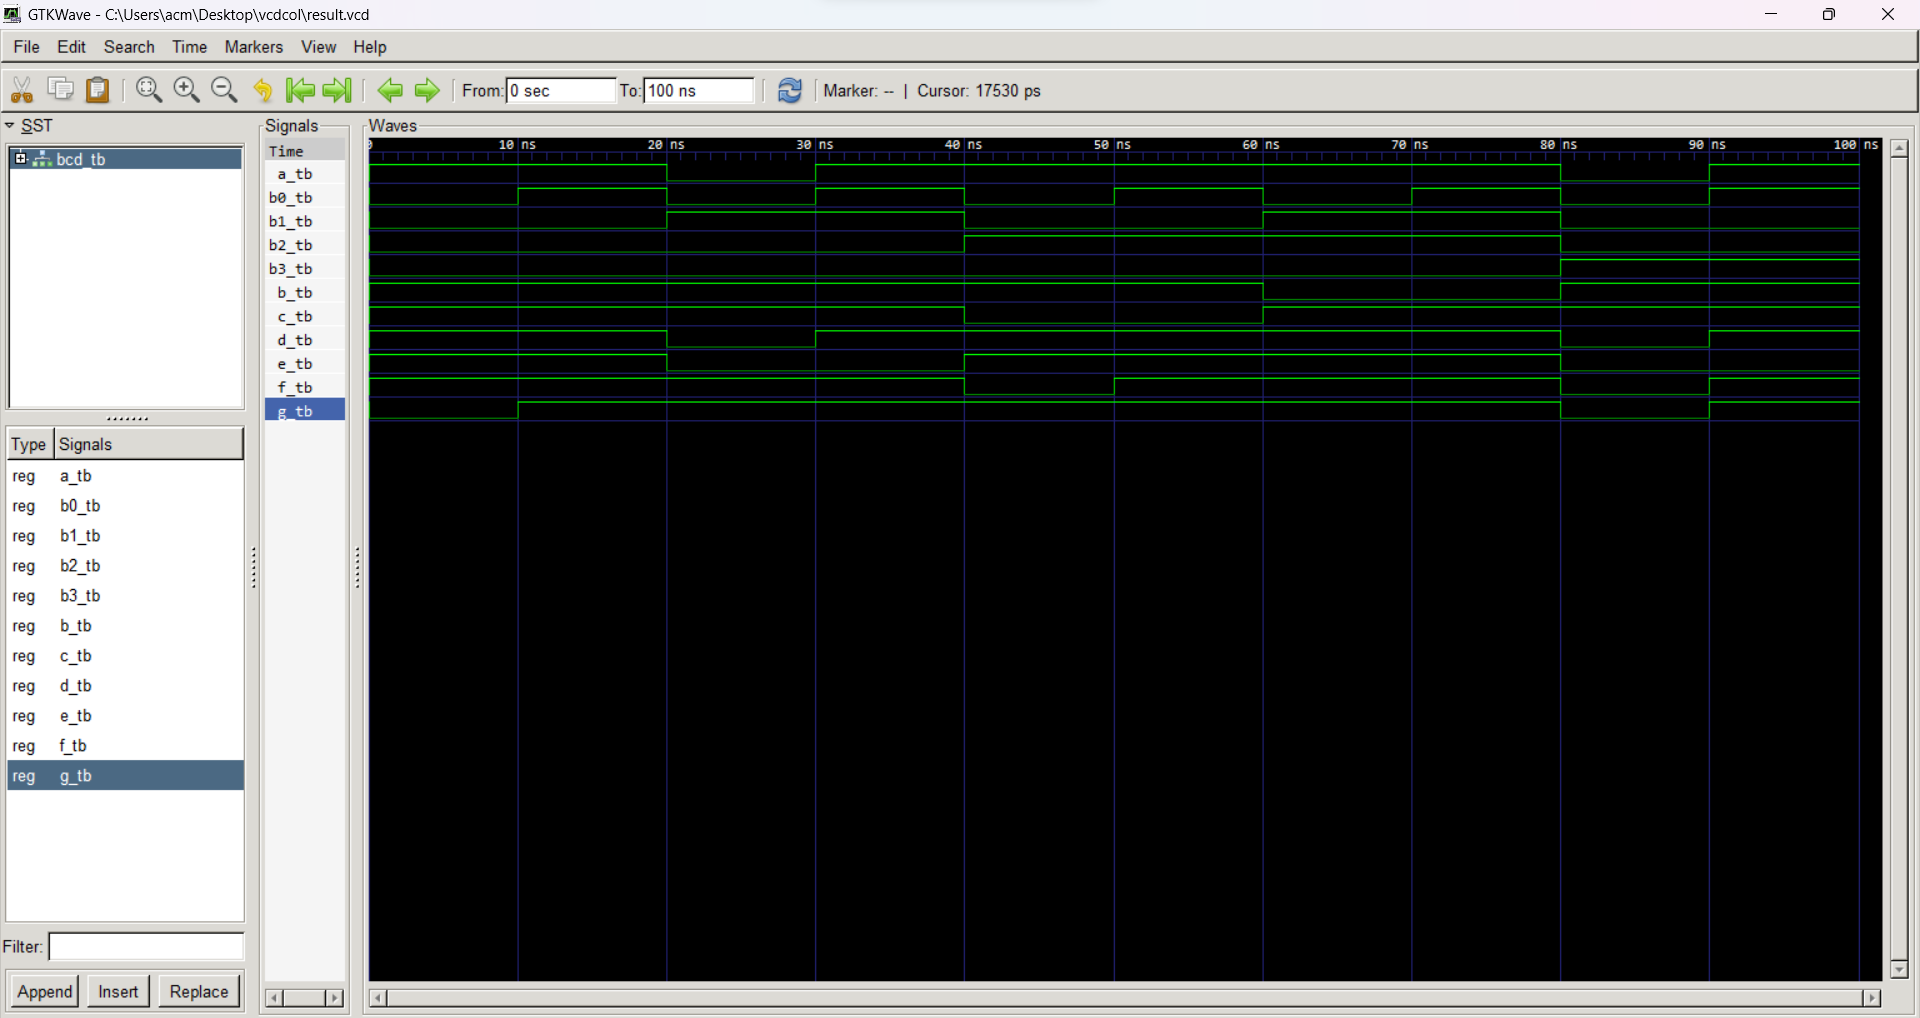 GTKWave - C:\Users\acm\Desktop\vcdcol\result.vcd
File Edit Search Time Markers View Help
From: 0 sec To: 100 ns Marker: -- | Cursor: 17530 ps
SST
bcd_tb
Type Signals
reg a_tb
reg b0_tb
reg b1_tb
reg b2_tb
reg b3_tb
reg b_tb
reg c_tb
reg d_tb
reg e_tb
reg f_tb
reg g_tb
Filter:
Append Insert Replace
Signals
Time
a_tb
b0_tb
b1_tb
b2_tb
b3_tb
b_tb
c_tb
d_tb
e_tb
f_tb
g_tb
Waves
10 ns 20 ns 30 ns 40 ns 50 ns 60 ns 70 ns 80 ns 90 ns 100 ns